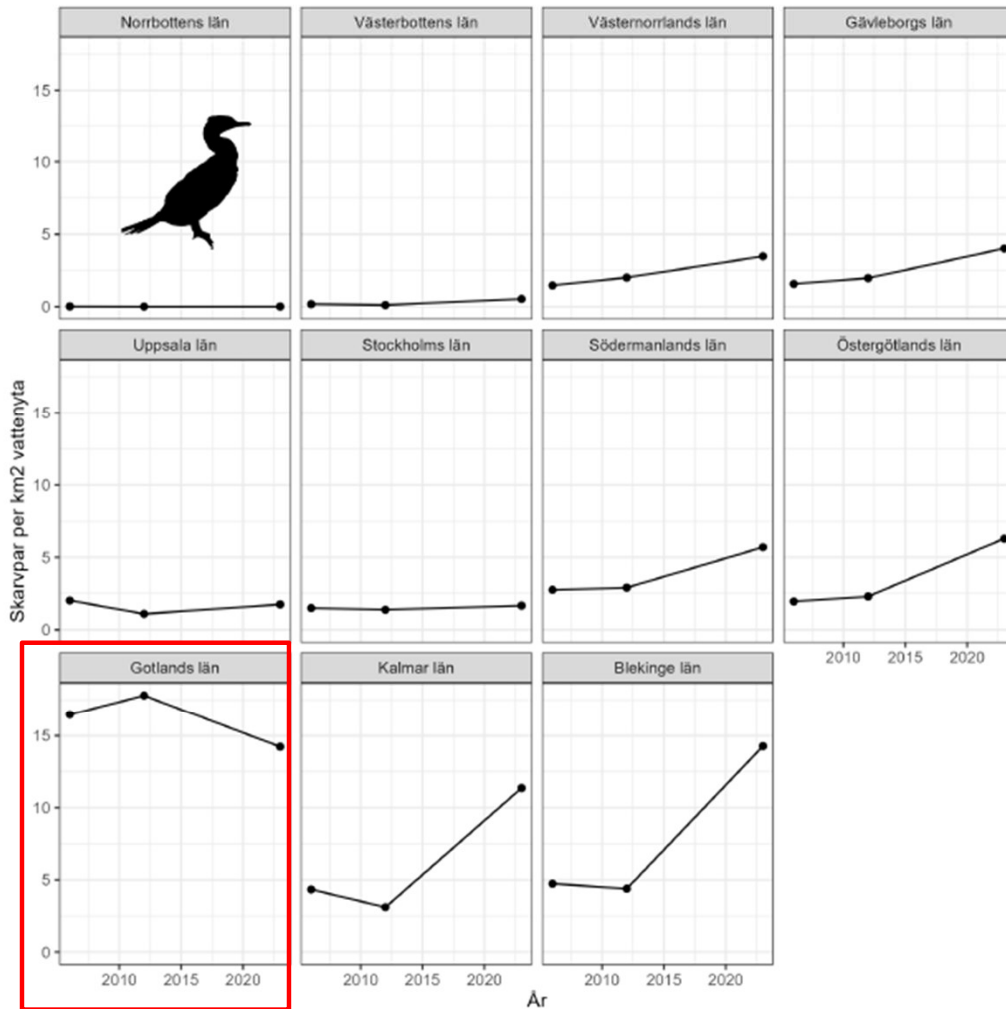 Norrbottens län Västerbottens län Västernorrlands län Gävleborgs län
15
10
5
0
Uppsala län Stockholms län Södermanlands län Östergötlands län
15
10
5
0
2010 2015 2020
Gotlands län Kalmar län Blekinge län
15
10
5
0
2010 2015 2020 2010 2015 2020 2010 2015 2020
Skarvpar per km2 vattenyta
År